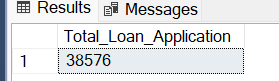 Results Messages
Total_Loan_Application
1 38576